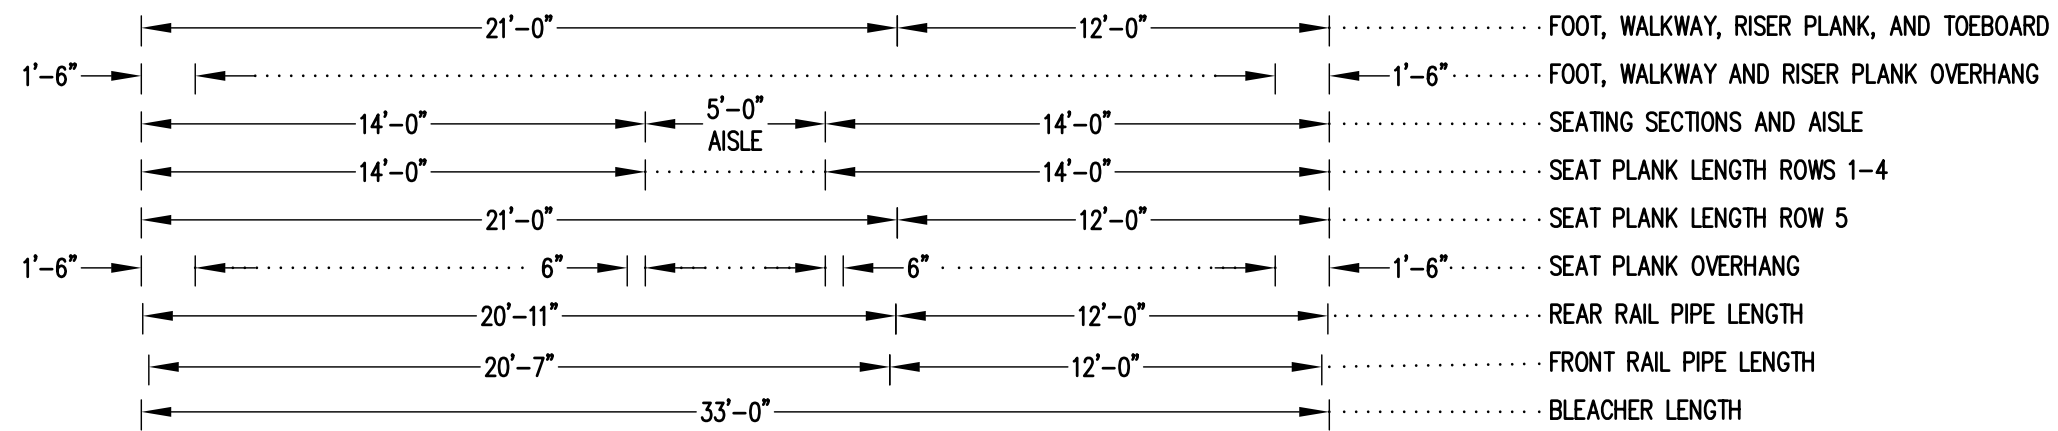 21'-0" 12'-0" FOOT, WALKWAY, RISER PLANK, AND TOEBOARD
1'-6" 1'-6" FOOT, WALKWAY AND RISER PLANK OVERHANG
14'-0" 5'-0" 14'-0" SEATING SECTIONS AND AISLE
AISLE
14'-0" 14'-0" SEAT PLANK LENGTH ROWS 1-4
21'-0" 12'-0" SEAT PLANK LENGTH ROW 5
1'-6" 6" 6" 1'-6" SEAT PLANK OVERHANG
20'-11" 12'-0" REAR RAIL PIPE LENGTH
20'-7" 12'-0" FRONT RAIL PIPE LENGTH
33'-0" BLEACHER LENGTH